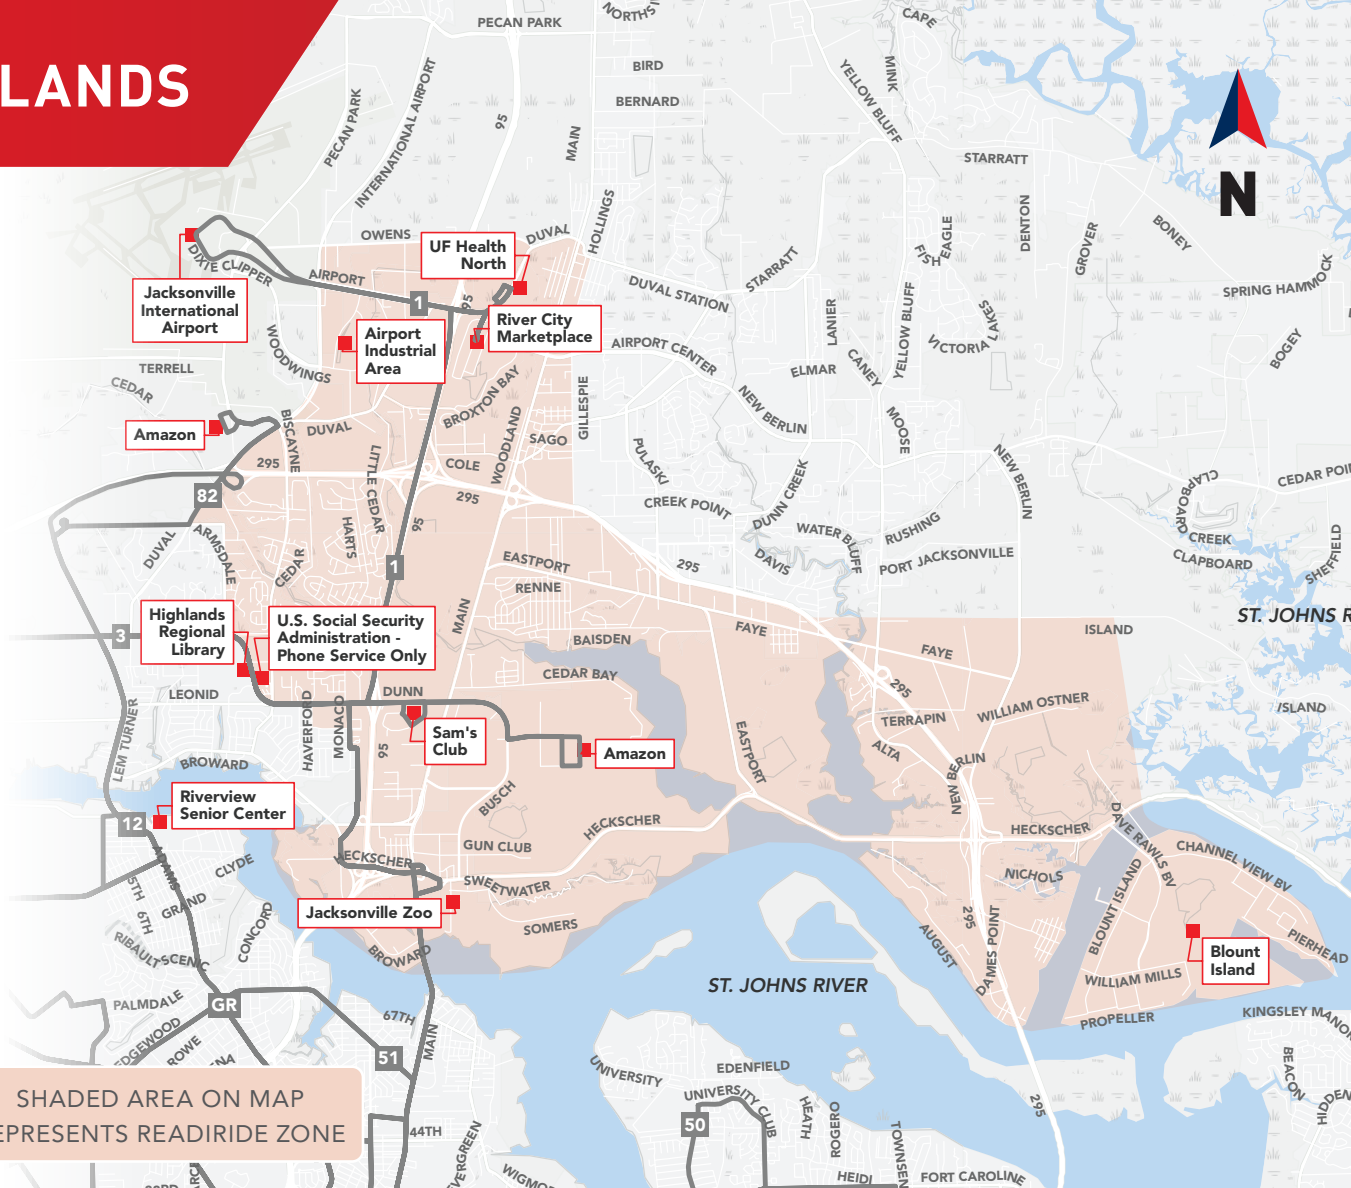 LANDS
PECAN PARK
NORTHS
CAPE
BIRD
BERNARD
YELLOW BLUFF
MINK
PECAN PARK
INTERNATIONAL AIRPORT
95
MAIN
STARRATT
N
HOLLINGS
DENTON
GROVER
BONEY
EAGLE
FISH
OWENS
DUVAL
UF Health
North
DIXIE CLIPPER
AIRPORT
STARRATT
DUVAL STATION
SPRING HAMMOCK
Jacksonville
International
Airport
1
95
River City
Marketplace
LANIER
YELLOW BLUFF
LAKES
VICTORIA
BOGEY
Airport
Industrial
Area
WOODWINGS
AIRPORT CENTER
CANEY
ELMAR
TERRELL
CEDAR
BROXTON BAY
GILLESPIE
NEW BERLIN
MOOSE
Amazon
BISCAYNE
DUVAL
WOODLAND
SAGO
PULASKI
295
LITTLE CEDAR
COLE
295
DUNN CREEK
NEW BERLIN
CEDAR POIN
CLAPBOARD
CREEK
82
CREEK POINT
95
WATER BLUFF
RUSHING
DUVAL
ARMSDALE
HARTS
CEDAR
EASTPORT
RENNE
295
DAVIS
PORT JACKSONVILLE
CLAPBOARD
SHEFFIELD
1
ST. JOHNS R
3
Highlands
Regional
Library
U.S. Social Security
Administration -
Phone Service Only
MAIN
BAISDEN
FAYE
FAYE
ISLAND
LEONID
DUNN
CEDAR BAY
295
WILLIAM OSTNER
ISLAND
TERRAPIN
LEM TURNER
HAVERFORD
MONACO
95
Sam's
Club
Amazon
EASTPORT
ALTA
NEW BERLIN
BROWARD
Riverview
Senior Center
BUSCH
12
HECKSCHER
HECKSCHER
DAVE RAWLS BV
CHANNEL VIEW BV
GUN CLUB
HECKSCHER
ADAMS
CLYDE
5TH
6TH
GRAND
SWEETWATER
NICHOLS
BLOUNT ISLAND
Jacksonville Zoo
SOMERS
CONCORD
RIBAULT
SCENIC
BROWARD
AUGUST
295
DAMES POINT
PIERHEAD
Blount
Island
WILLIAM MILLS
ST. JOHNS RIVER
PALMDALE
GR
67TH
PROPELLER
KINGSLEY MANO
EDGEWOOD
ROWE
ENA
MAIN
51
UNIVERSITY
EDENFIELD
BEACON
SHADED AREA ON MAP
EPRESENTS READIRIDE ZONE
UNIVERSITY CLUB
50
HEATH
ROGERO
295
HIDDEN
44TH
TOWNSEN
VERGREEN
WIGMO
HEIDI
FORT CAROLINE